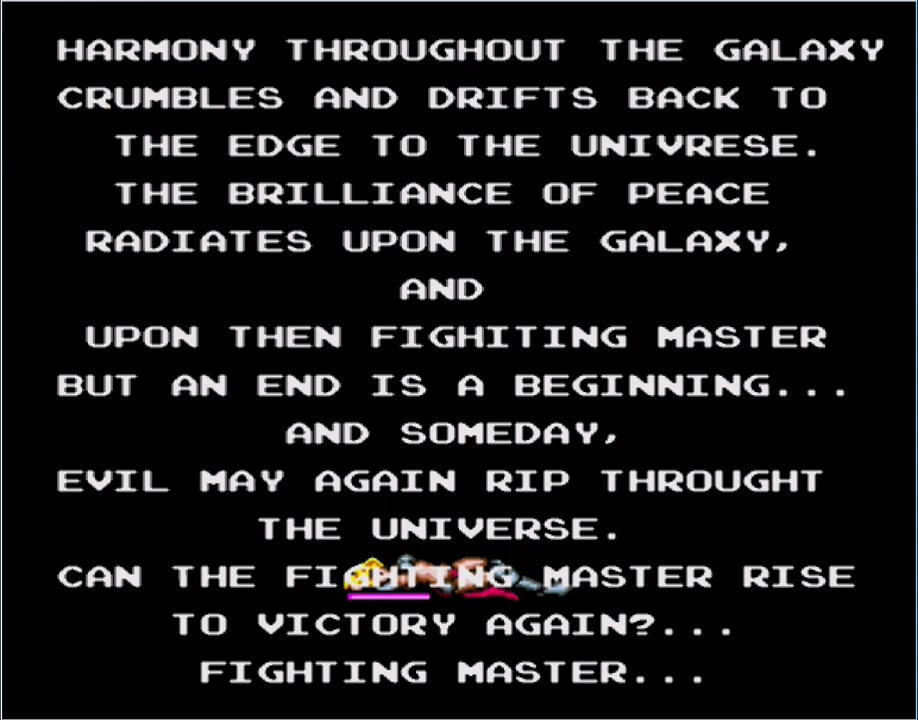 HARMONY THROUGHOUT THE GALAXY
CRUMBLES AND DRIFTS BACK TO
THE EDGE TO THE UNIVRESE.
THE BRILLIANCE OF PEACE
RADIATES UPON THE GALAXY,
AND
UPON THEN FIGHITING MASTER
BUT AN END IS A BEGINNING...
AND SOMEDAY,
EVIL MAY AGAIN RIP THROUGHT
THE UNIVERSE.
CAN THE FIGHTING MASTER RISE
TO VICTORY AGAIN?...
FIGHTING MASTER...